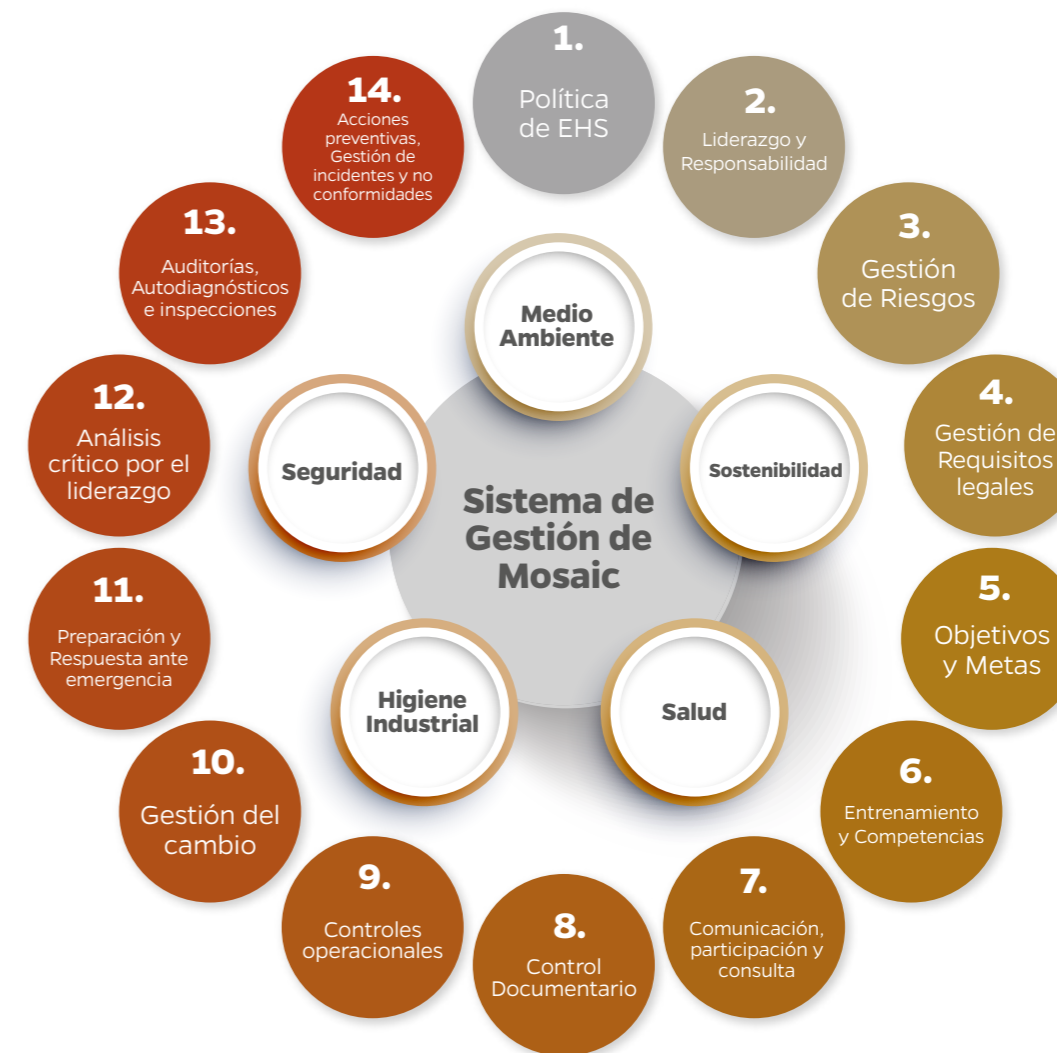 1.
Política
de EHS
2.
Liderazgo y
Responsabilidad
3.
Gestión
de Riesgos
4.
Gestión de
Requisitos
legales
5.
Objetivos
y Metas
6.
Entrenamiento
y Competencias
7.
Comunicación,
participación y
consulta
8.
Control
Documentario
9.
Controles
operacionales
10.
Gestión del
cambio
11.
Preparación y
Respuesta ante
emergencia
12.
Análisis
crítico por el
liderazgo
13.
Auditorías,
Autodiagnósticos
e inspecciones
14.
Acciones
preventivas,
Gestión de
incidentes y no
conformidades
Medio
Ambiente
Sostenibilidad
Salud
Higiene
Industrial
Seguridad
Sistema de
Gestión de
Mosaic